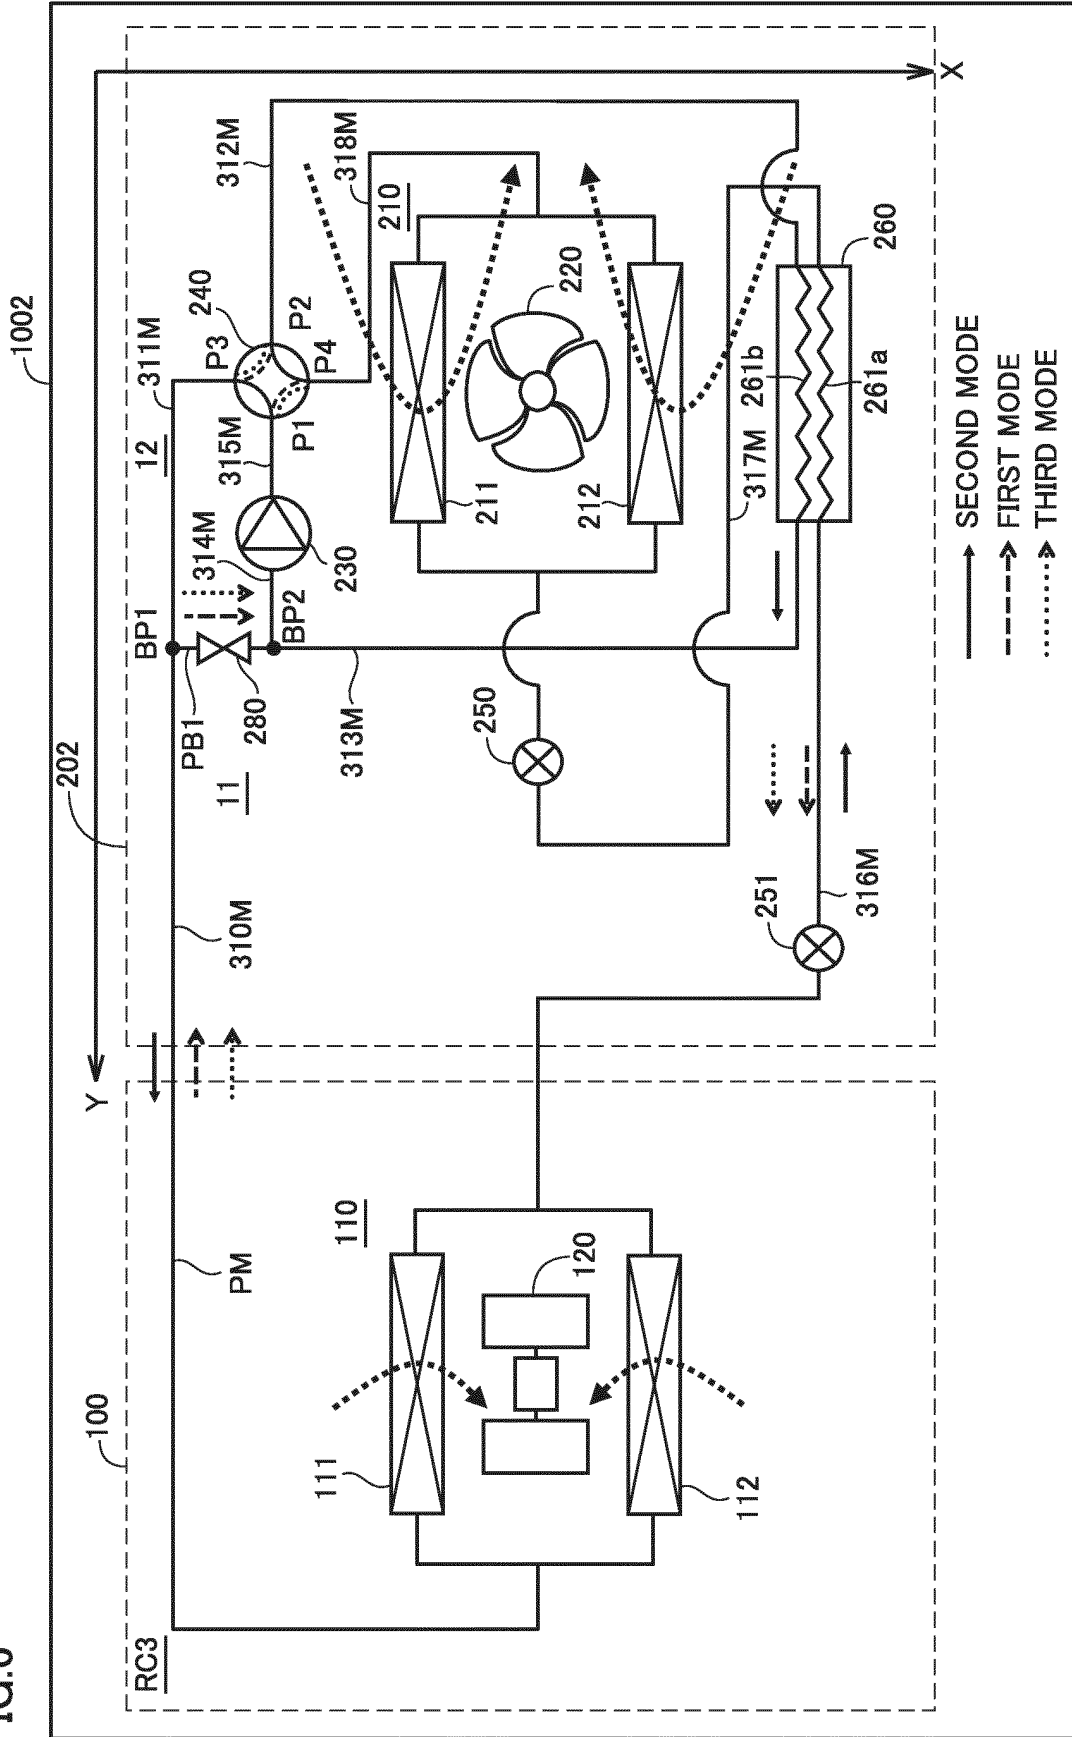 1002
202
100
RC3
Y
X
PM
310M
BP1
PB1
280
BP2
11
12
311M
312M
313M
314M
315M
230
P1
P2
P3
P4
240
318M
210
211
212
220
250
317M
260
261b
261a
251
316M
110
111
112
120
SECOND MODE
FIRST MODE
THIRD MODE